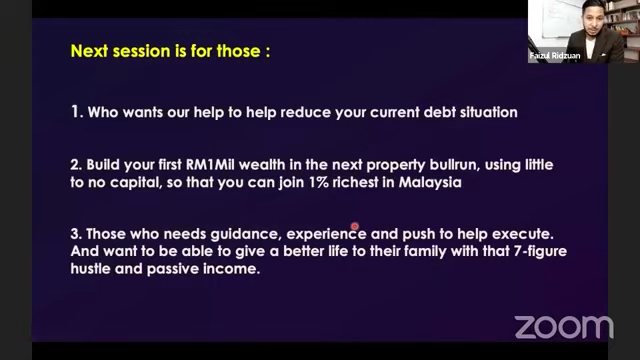 Next session is for those :
Faizul Ridzuan
1. Who wants our help to help reduce your current debt situation
2. Build your first RM1Mil wealth in the next property bullrun, using little
to no capital, so that you can join 1% richest in Malaysia
3. Those who needs guidance, experience and push to help execute.
And want to be able to give a better life to their family with that 7-figure
hustle and passive income.
zoom